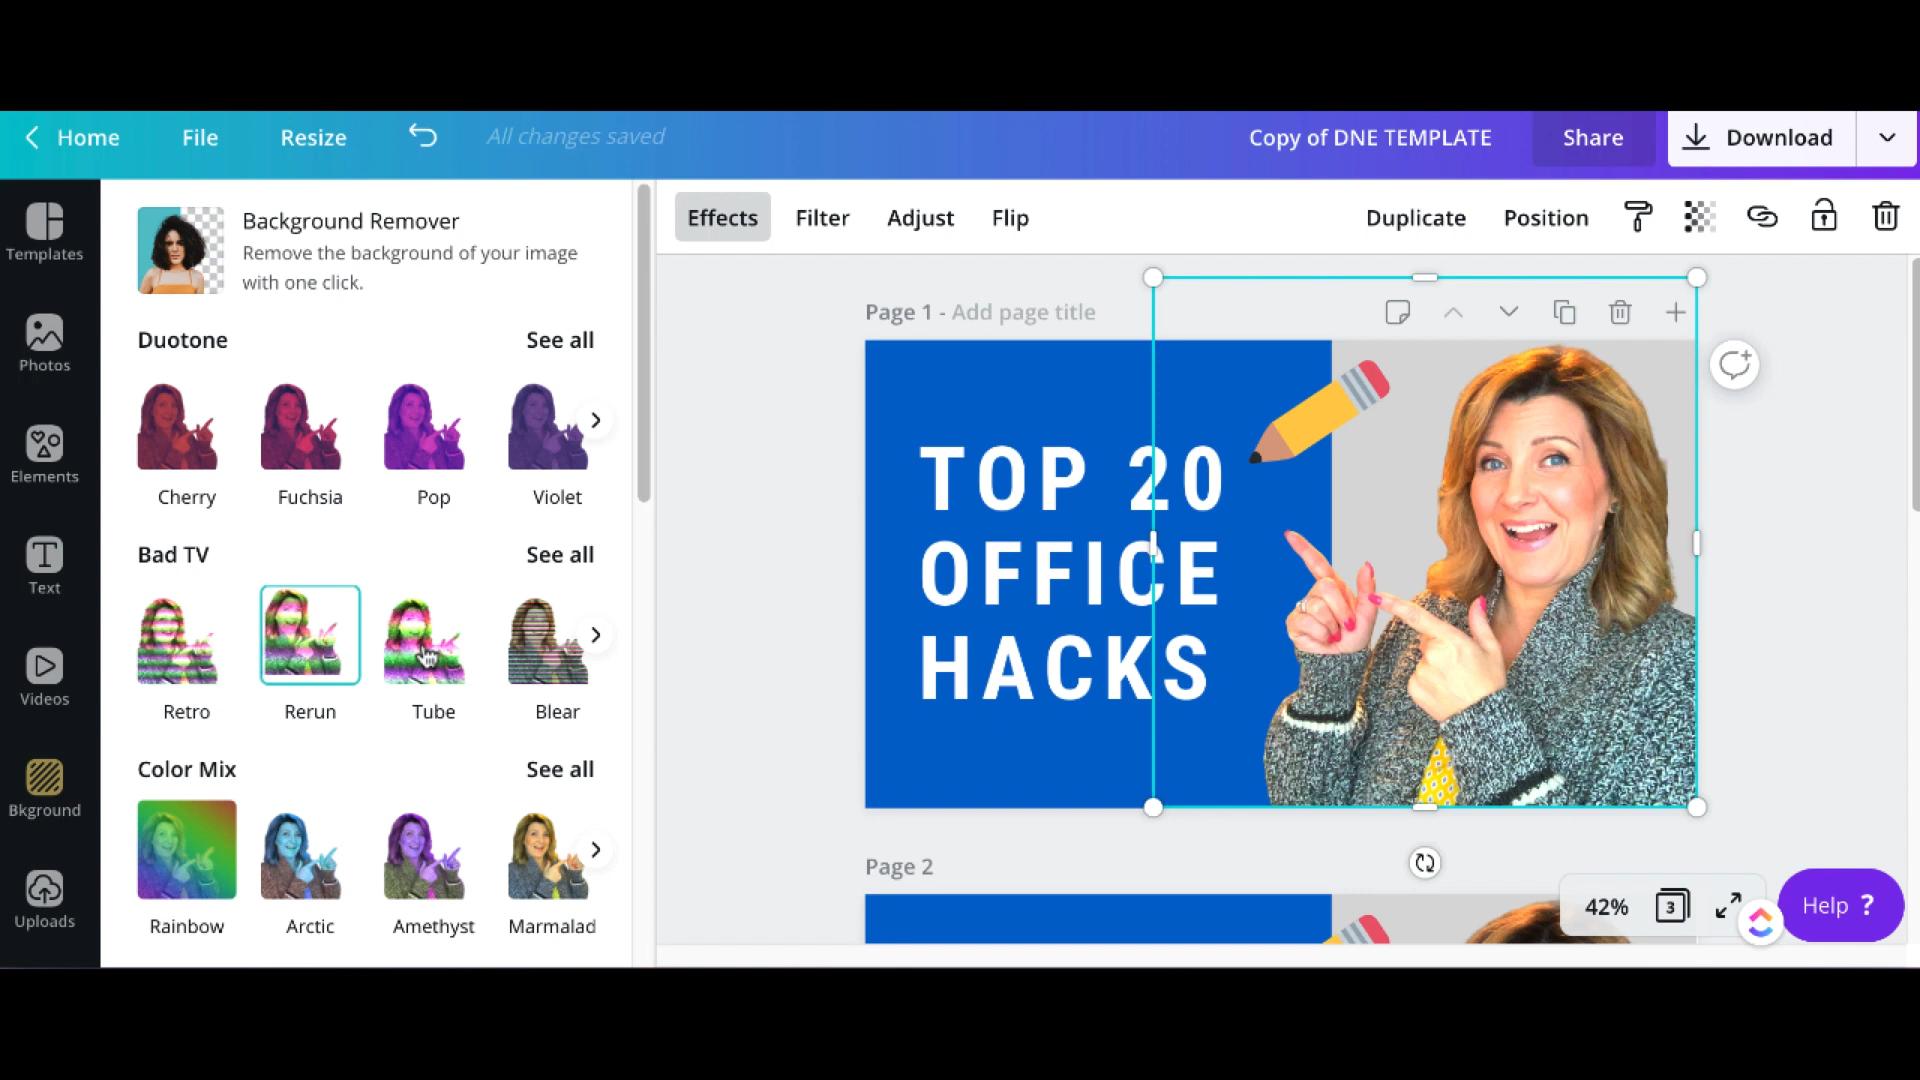 Home File Resize All changes saved Copy of DNE TEMPLATE Share Download
Templates
Photos
Elements
Text
Videos
Bkground
Uploads
Background Remover
Remove the background of your image
with one click.
Duotone See all
Cherry Fuchsia Pop Violet
Bad TV See all
Retro Rerun Tube Blear
Color Mix See all
Rainbow Arctic Amethyst Marmalad
Effects Filter Adjust Flip Duplicate Position
Page 1 - Add page title
TOP 20
OFFICE
HACKS
Page 2
42% 3 Help ?